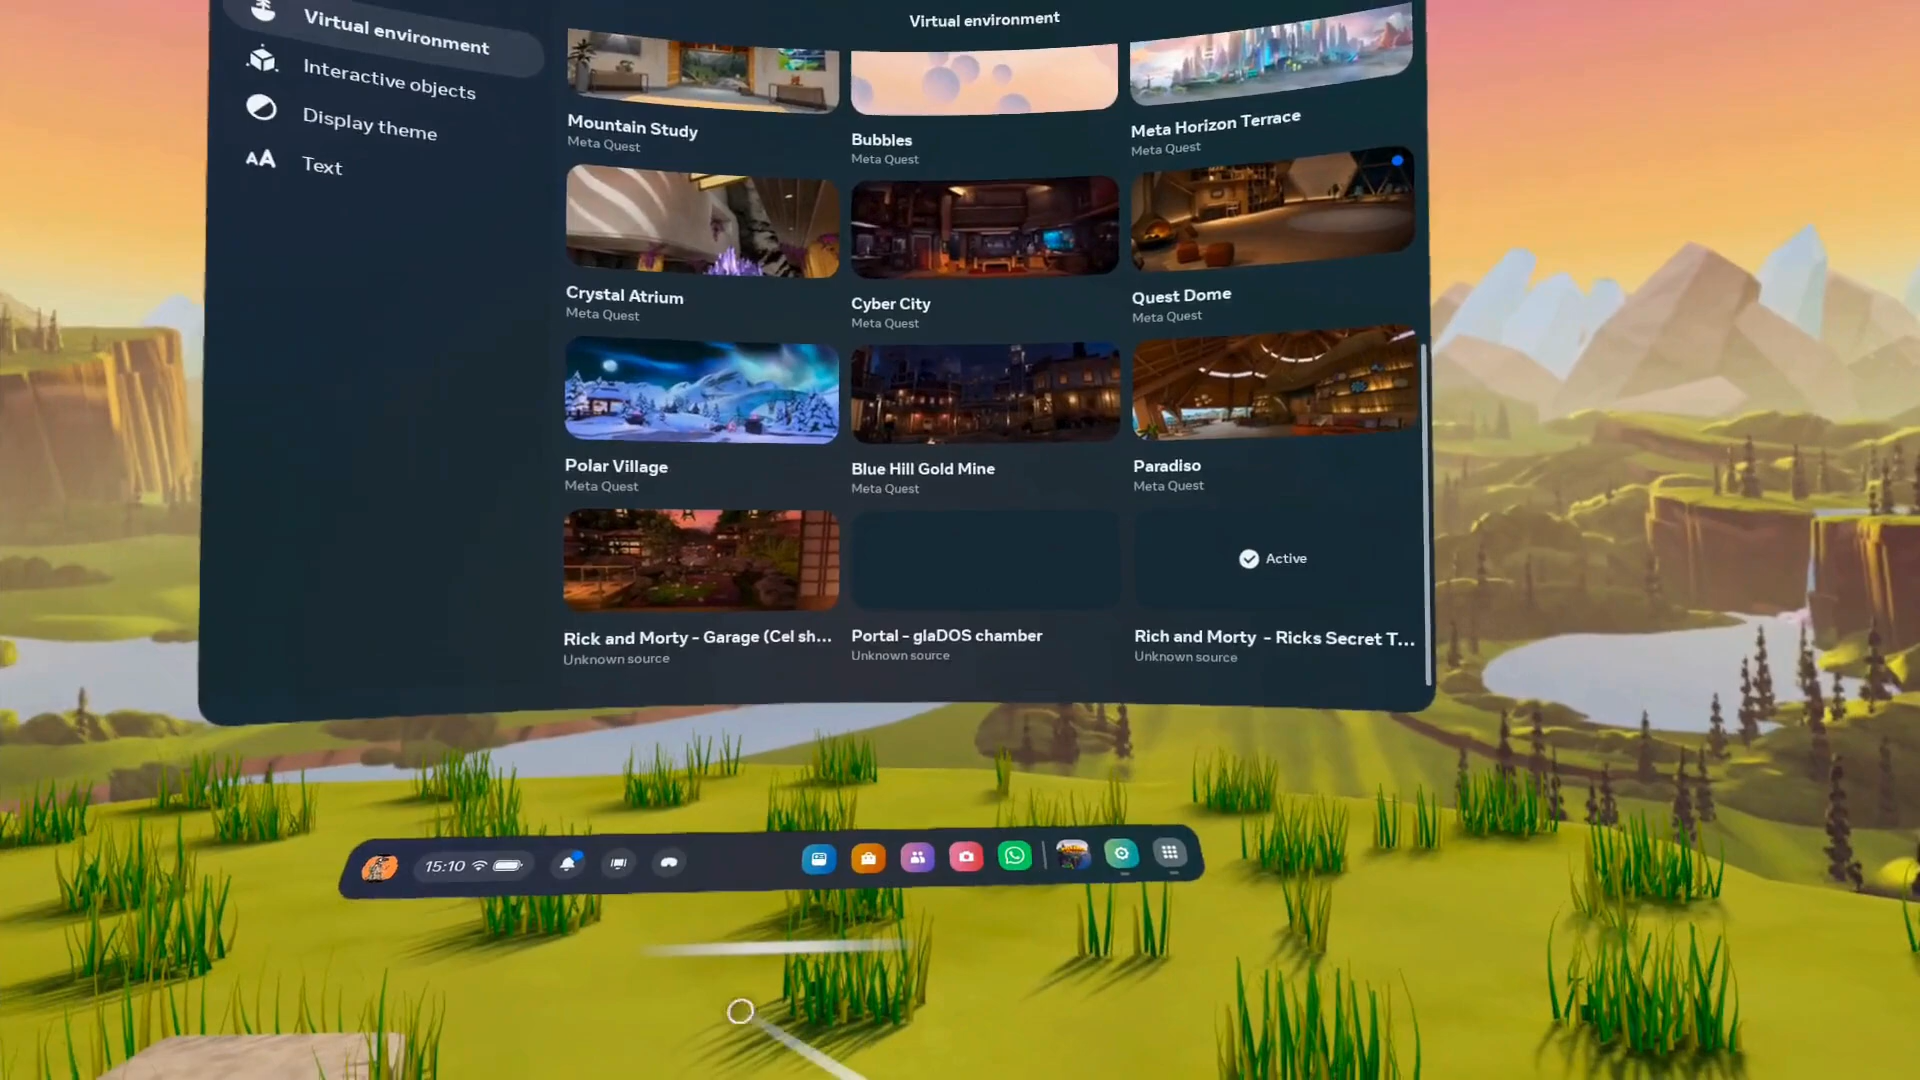 Virtual environment
Virtual environment
Interactive objects
Display theme
AA Text
Mountain Study
Meta Quest
Bubbles
Meta Quest
Meta Horizon Terrace
Meta Quest
Crystal Atrium
Meta Quest
Cyber City
Meta Quest
Quest Dome
Meta Quest
Polar Village
Meta Quest
Blue Hill Gold Mine
Meta Quest
Paradiso
Meta Quest
Active
Rick and Morty - Garage (Cel sh...
Unknown source
Portal - glaDOS chamber
Unknown source
Rich and Morty - Ricks Secret T...
Unknown source
15:10